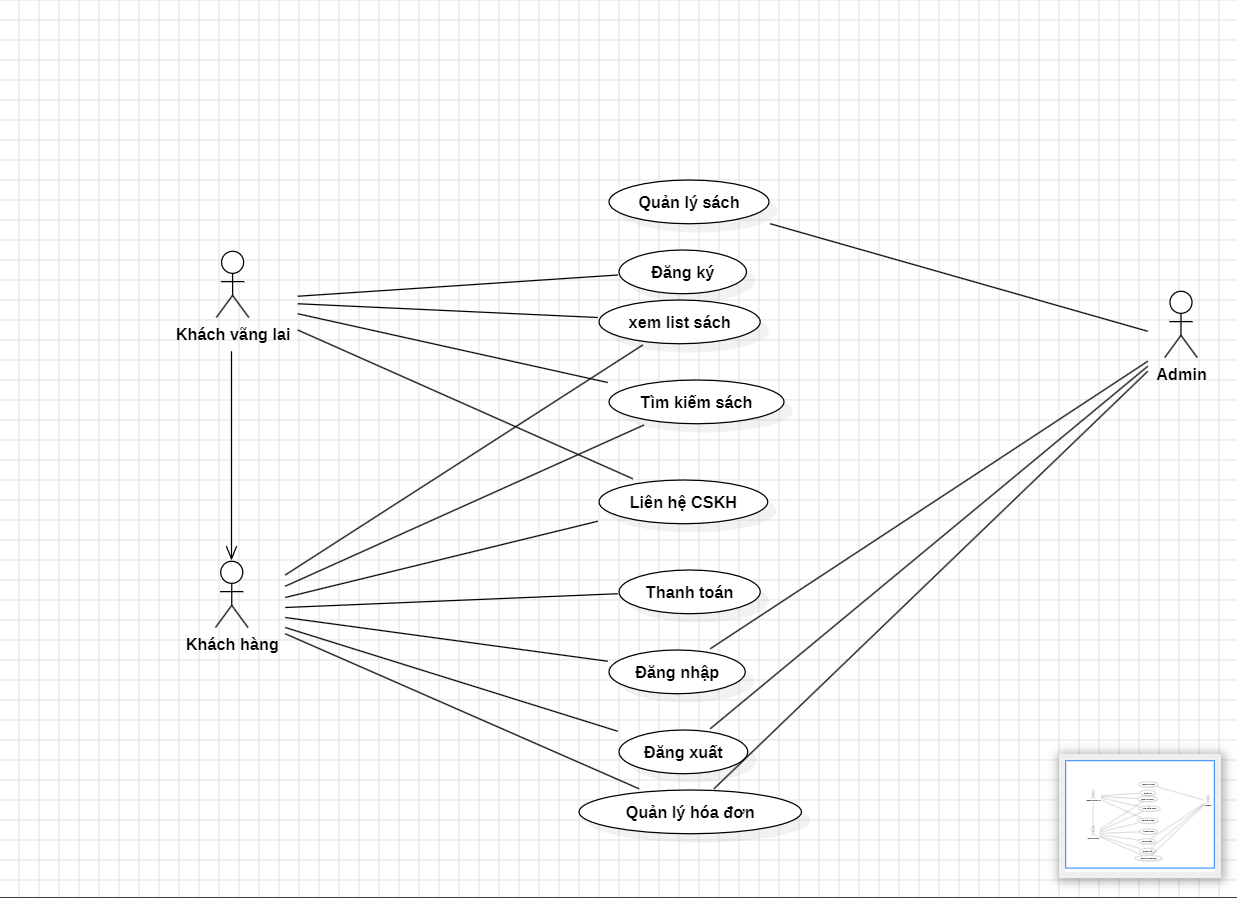 Quản lý sách
Đăng ký
xem list sách
Khách vãng lai
Admin
Tìm kiếm sách
Liên hệ CSKH
Thanh toán
Khách hàng
Đăng nhập
Đăng xuất
Quản lý hóa đơn